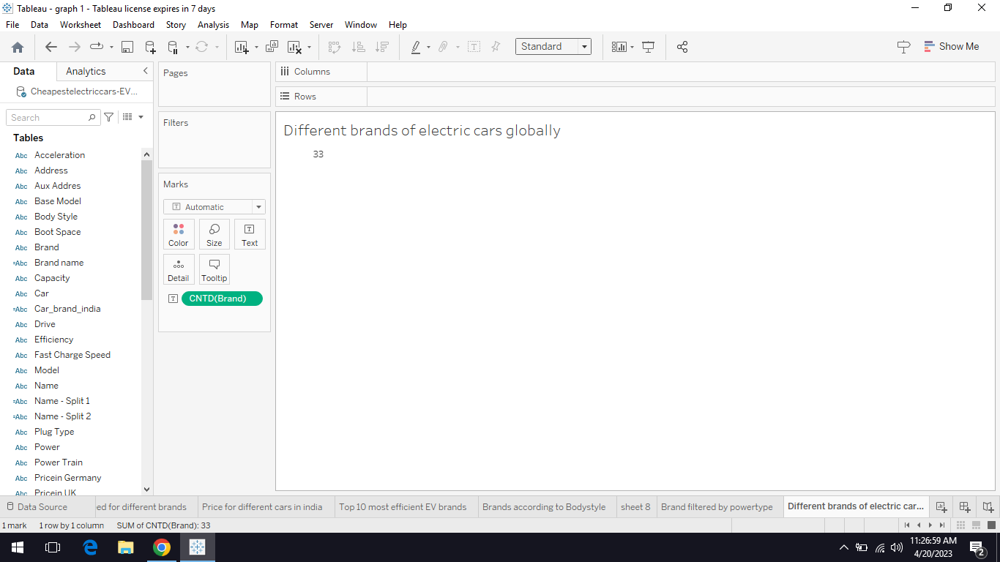 Tableau - graph 1 - Tableau license expires in 7 days
File Data Worksheet Dashboard Story Analysis Map Format Server Window Help
Standard
Show Me
Data Analytics
Cheapestelectriccars-EV...
Search
Tables
Abc Acceleration
Abc Address
Abc Aux Addres
Abc Base Model
Abc Body Style
Abc Boot Space
Abc Brand
=Abc Brand name
Abc Capacity
Abc Car
=Abc Car_brand_india
Abc Drive
Abc Efficiency
Abc Fast Charge Speed
Abc Model
Abc Name
=Abc Name - Split 1
=Abc Name - Split 2
Abc Plug Type
Abc Power
Abc Power Train
Abc Pricein Germany
Abc Pricein UK
Pages
Filters
Marks
T Automatic
Color Size Text
Detail Tooltip
T CNTD(Brand)
Columns
Rows
Different brands of electric cars globally
33
Data Source ed for different brands Price for different cars in india Top 10 most efficient EV brands Brands according to Bodystyle sheet 8 Brand filtered by powertype Different brands of electric car...
1 mark 1 row by 1 column SUM of CNTD(Brand): 33
11:26:59 AM
4/20/2023
2